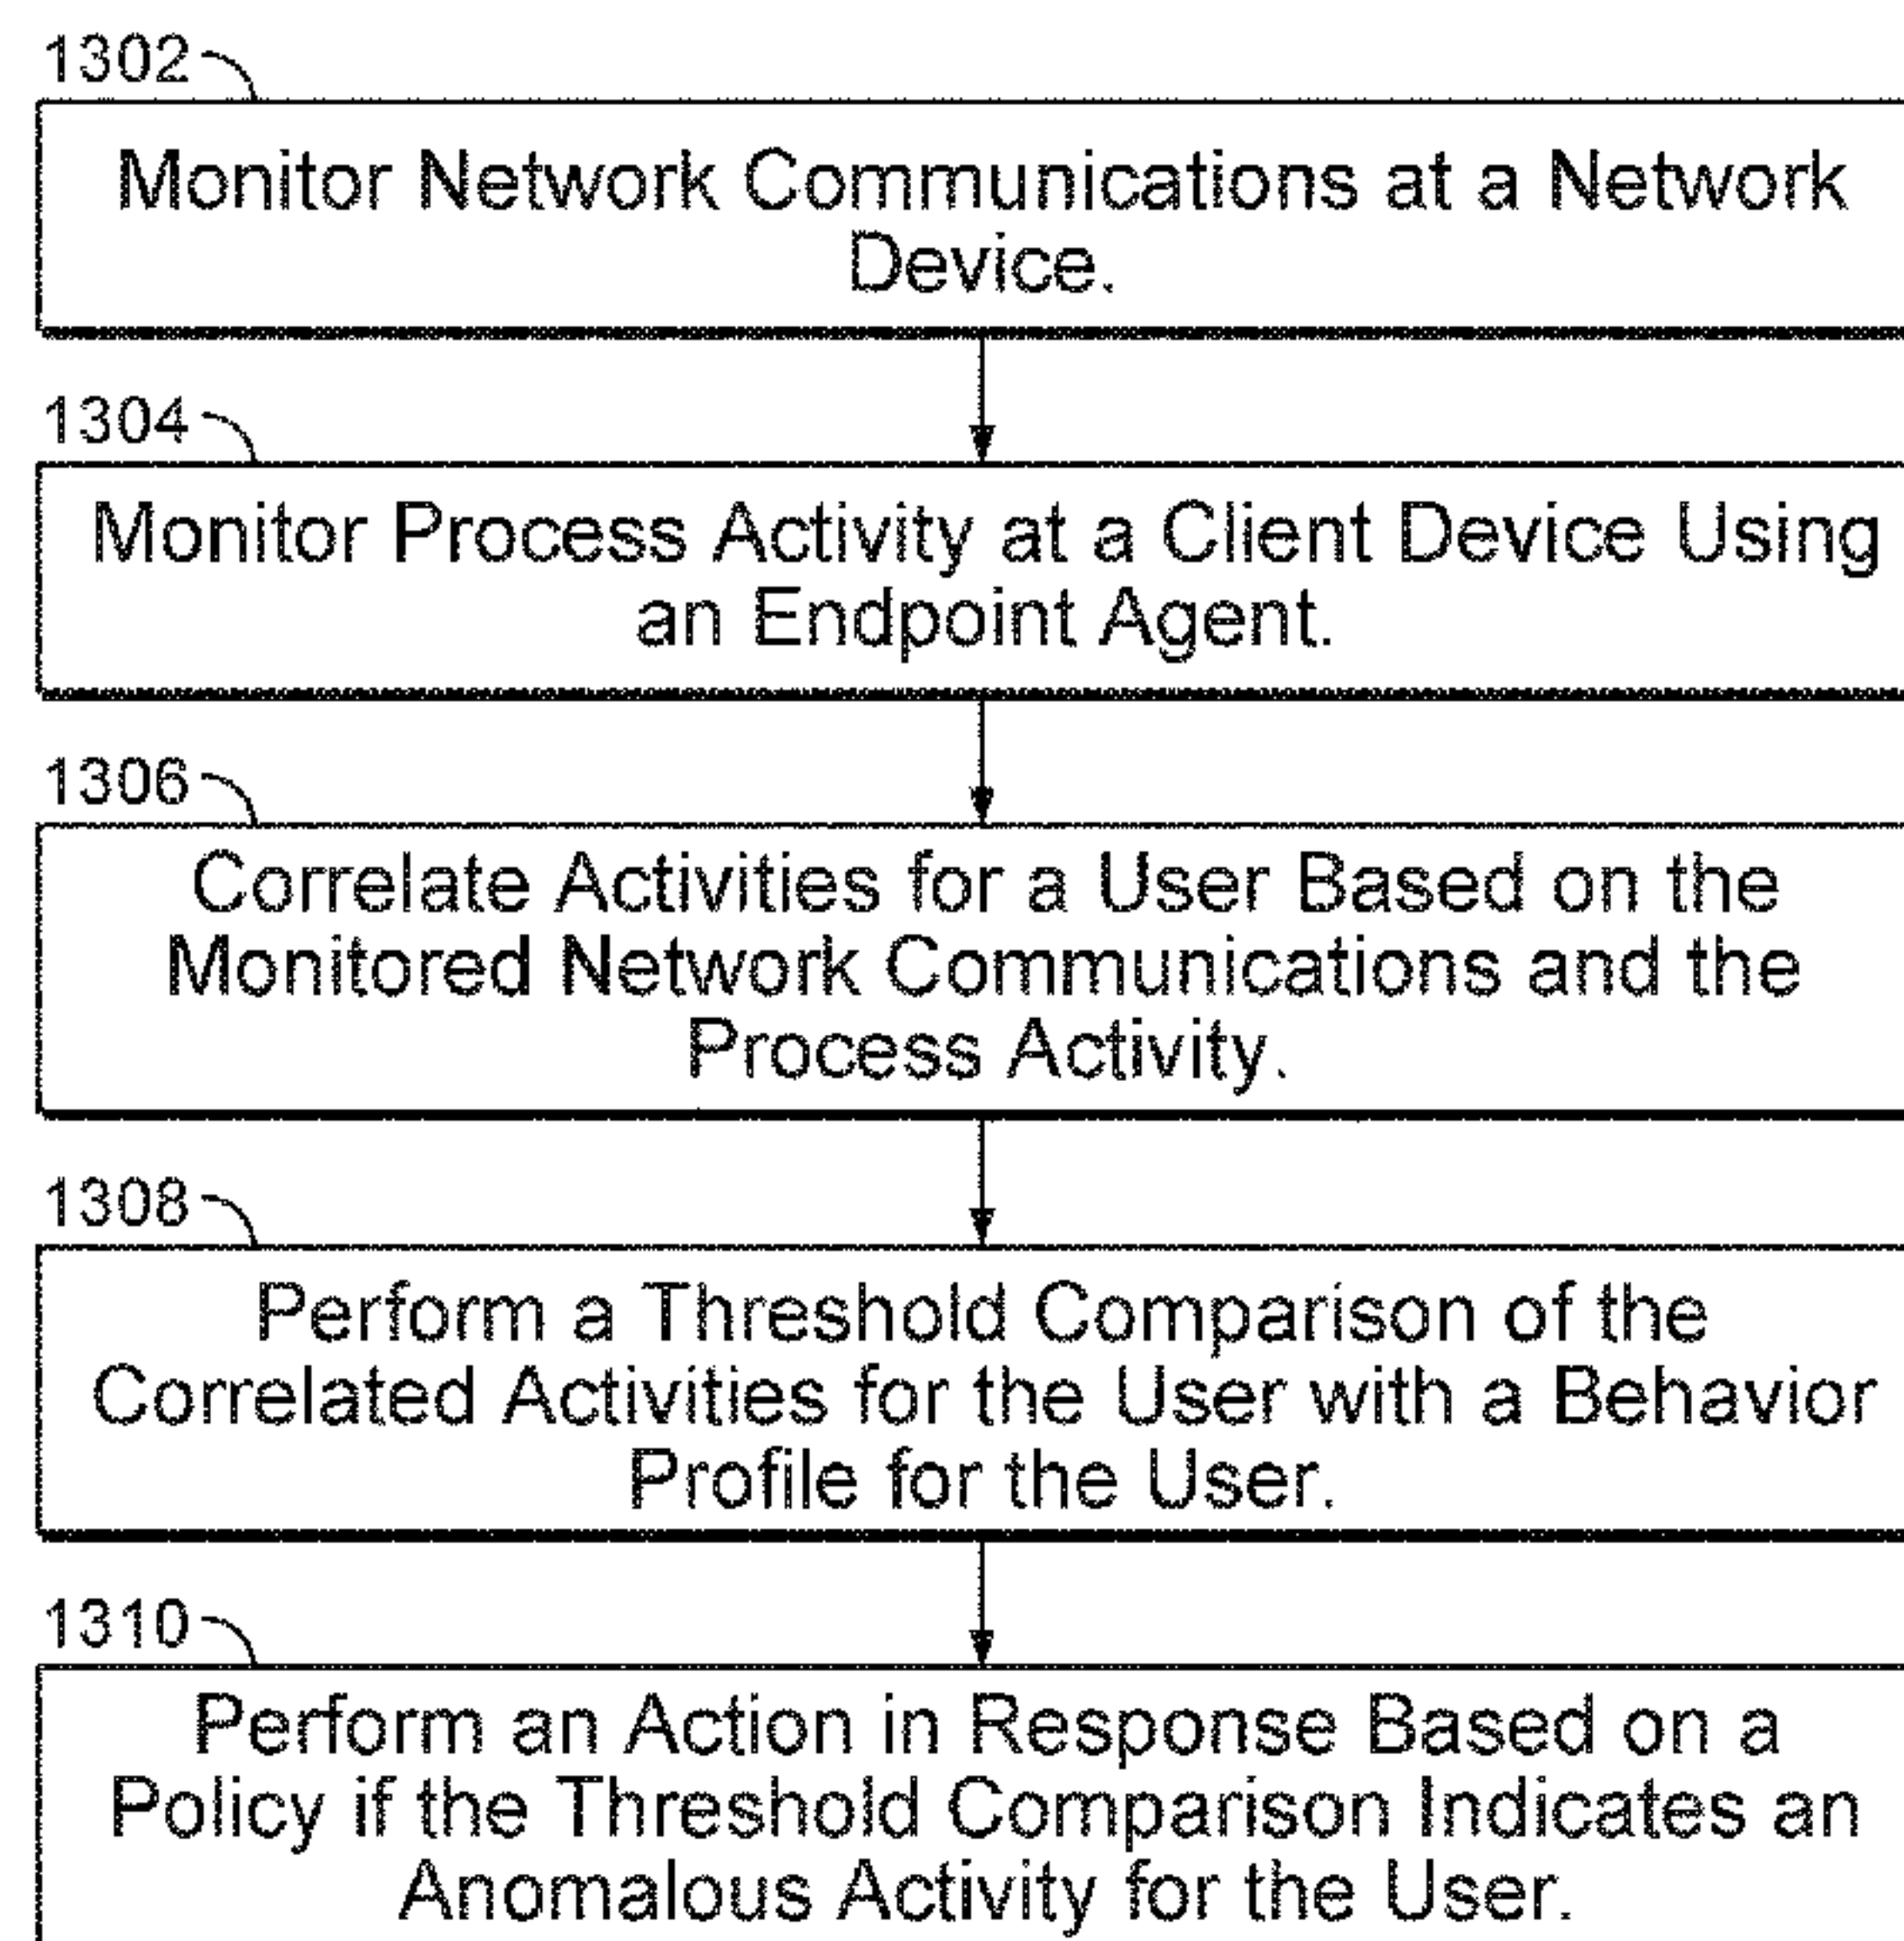 1302
Monitor Network Communications at a Network
Device.
1304
Monitor Process Activity at a Client Device Using
an Endpoint Agent.
1306
Correlate Activities for a User Based on the
Monitored Network Communications and the
Process Activity.
1308
Perform a Threshold Comparison of the
Correlated Activities for the User with a Behavior
Profile for the User.
1310
Perform an Action in Response Based on a
Policy if the Threshold Comparison Indicates an
Anomalous Activity for the User.